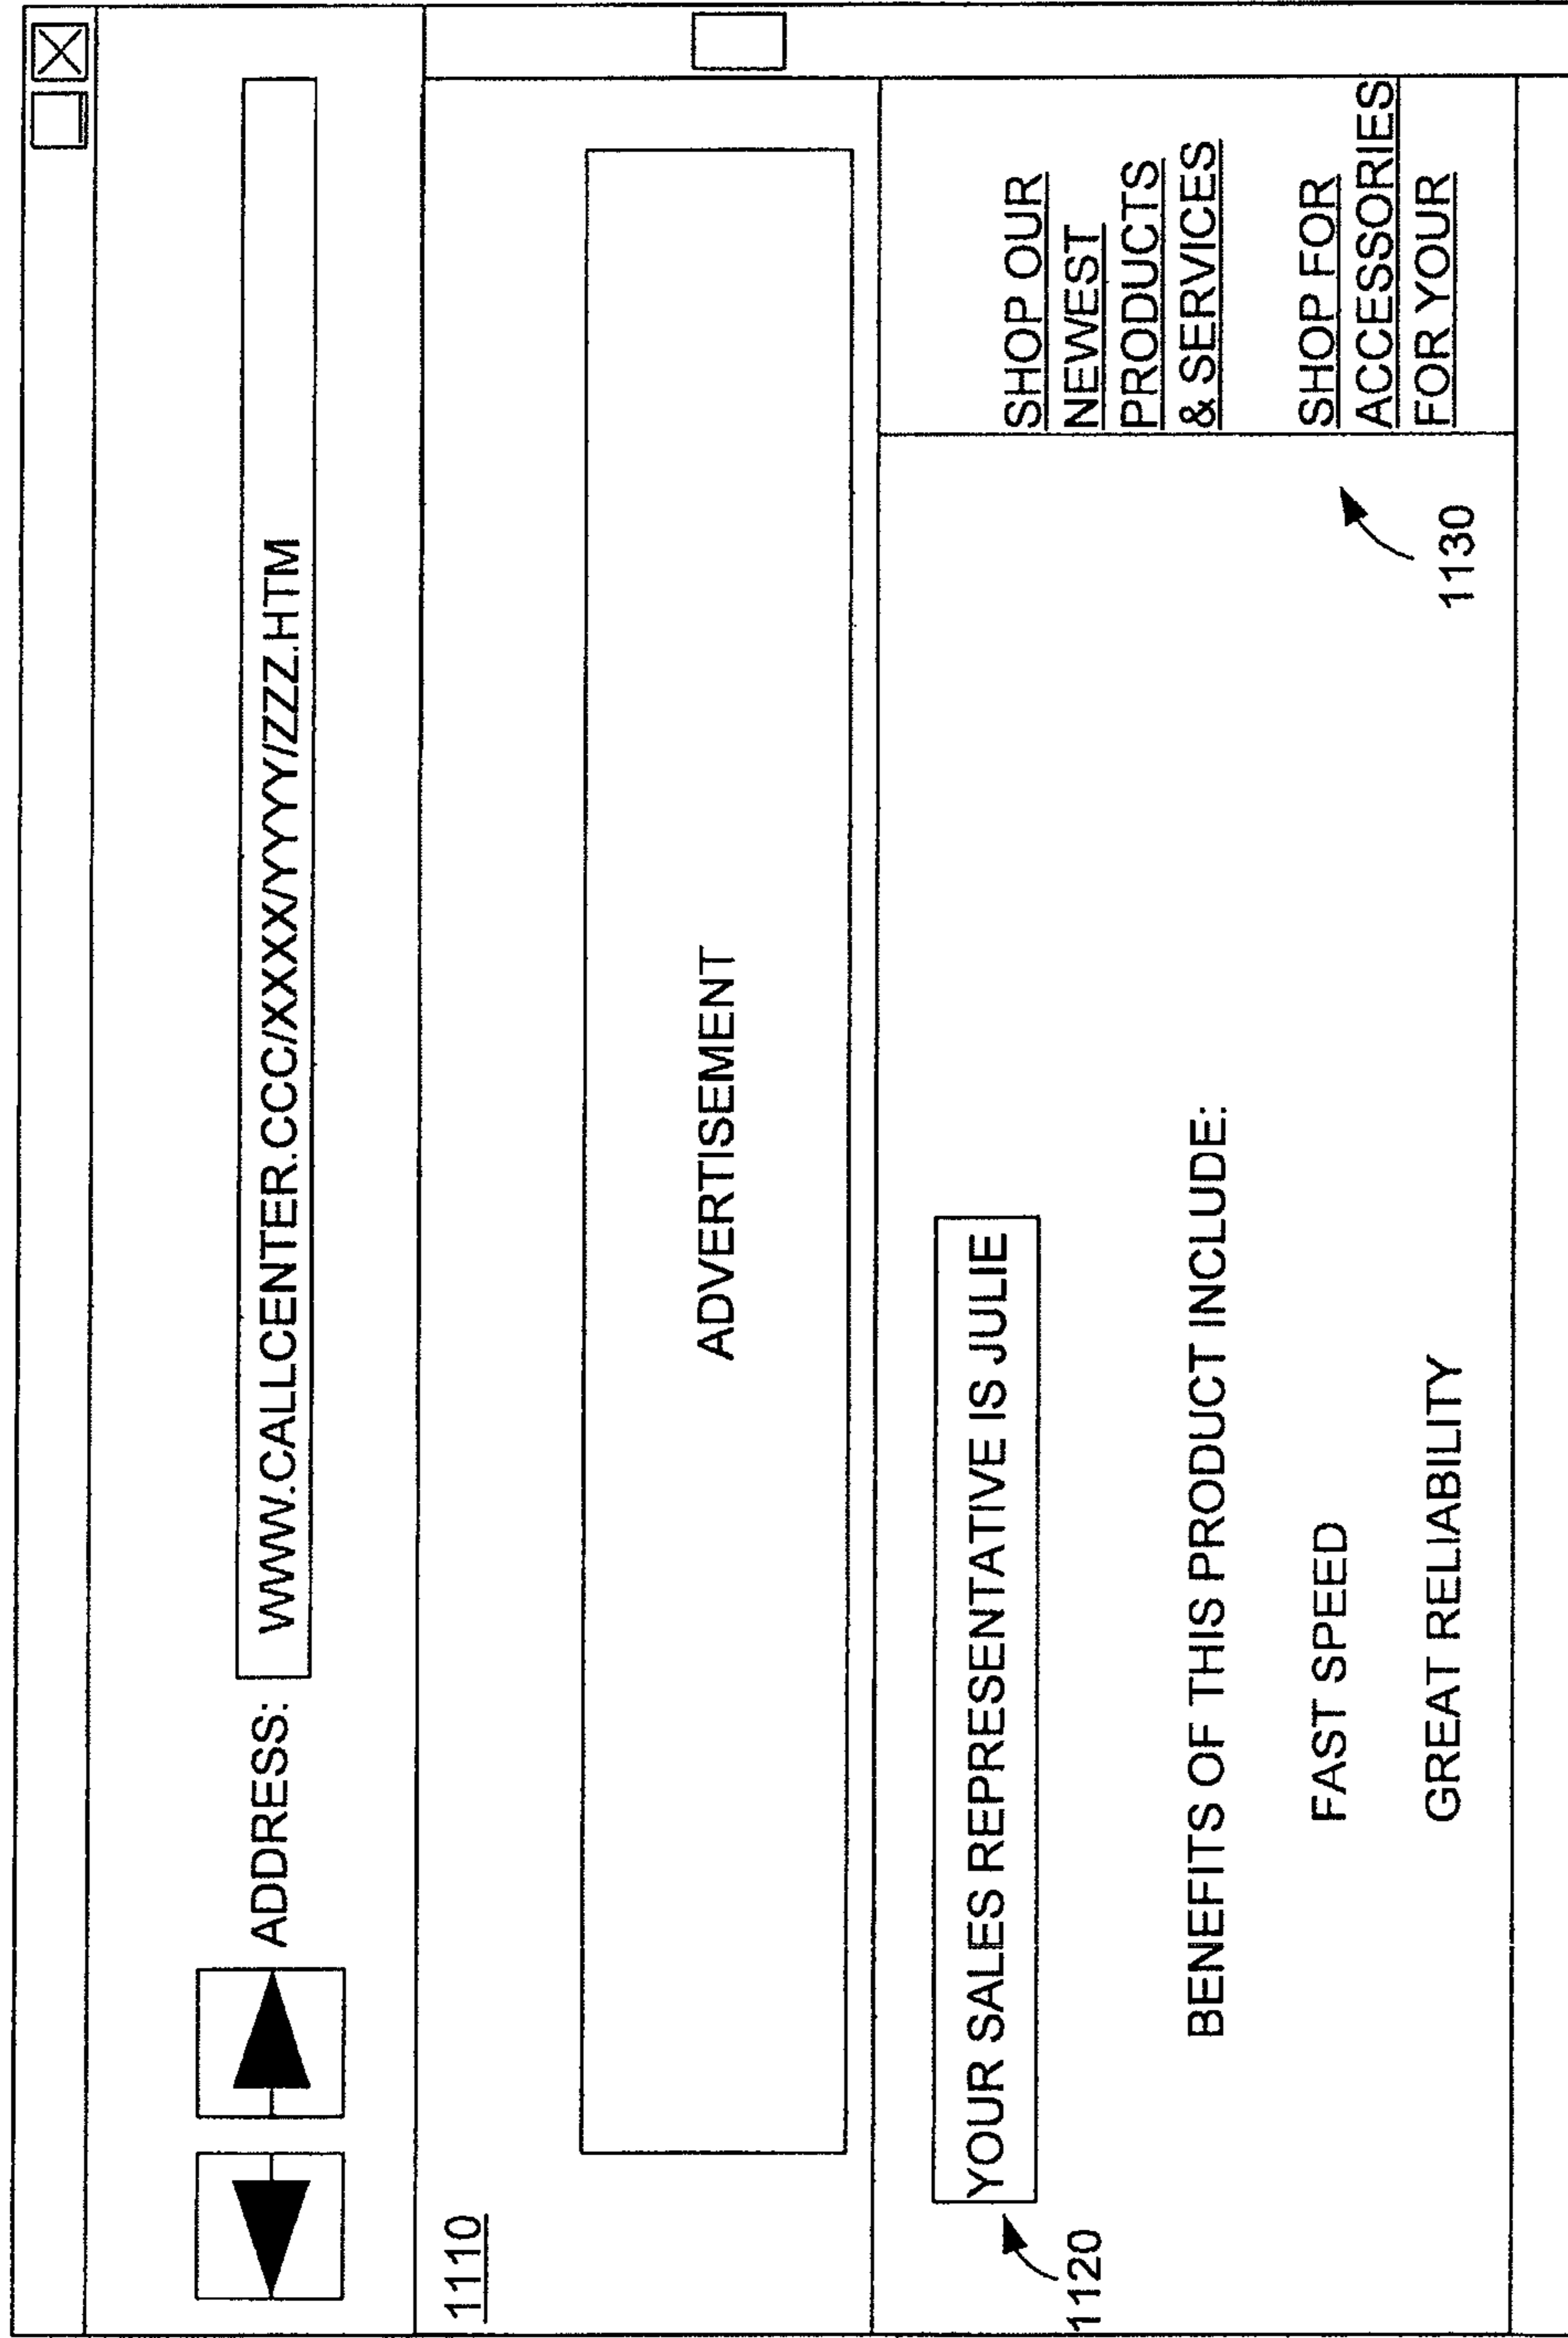 ADDRESS: WWW.CALLCENTER.CCC/XXXX/YYYY/ZZZ.HTM
1110
ADVERTISEMENT
1120
YOUR SALES REPRESENTATIVE IS JULIE
BENEFITS OF THIS PRODUCT INCLUDE:
FAST SPEED
GREAT RELIABILITY
1130
SHOP OUR
NEWEST
PRODUCTS
& SERVICES
SHOP FOR
ACCESSORIES
FOR YOUR